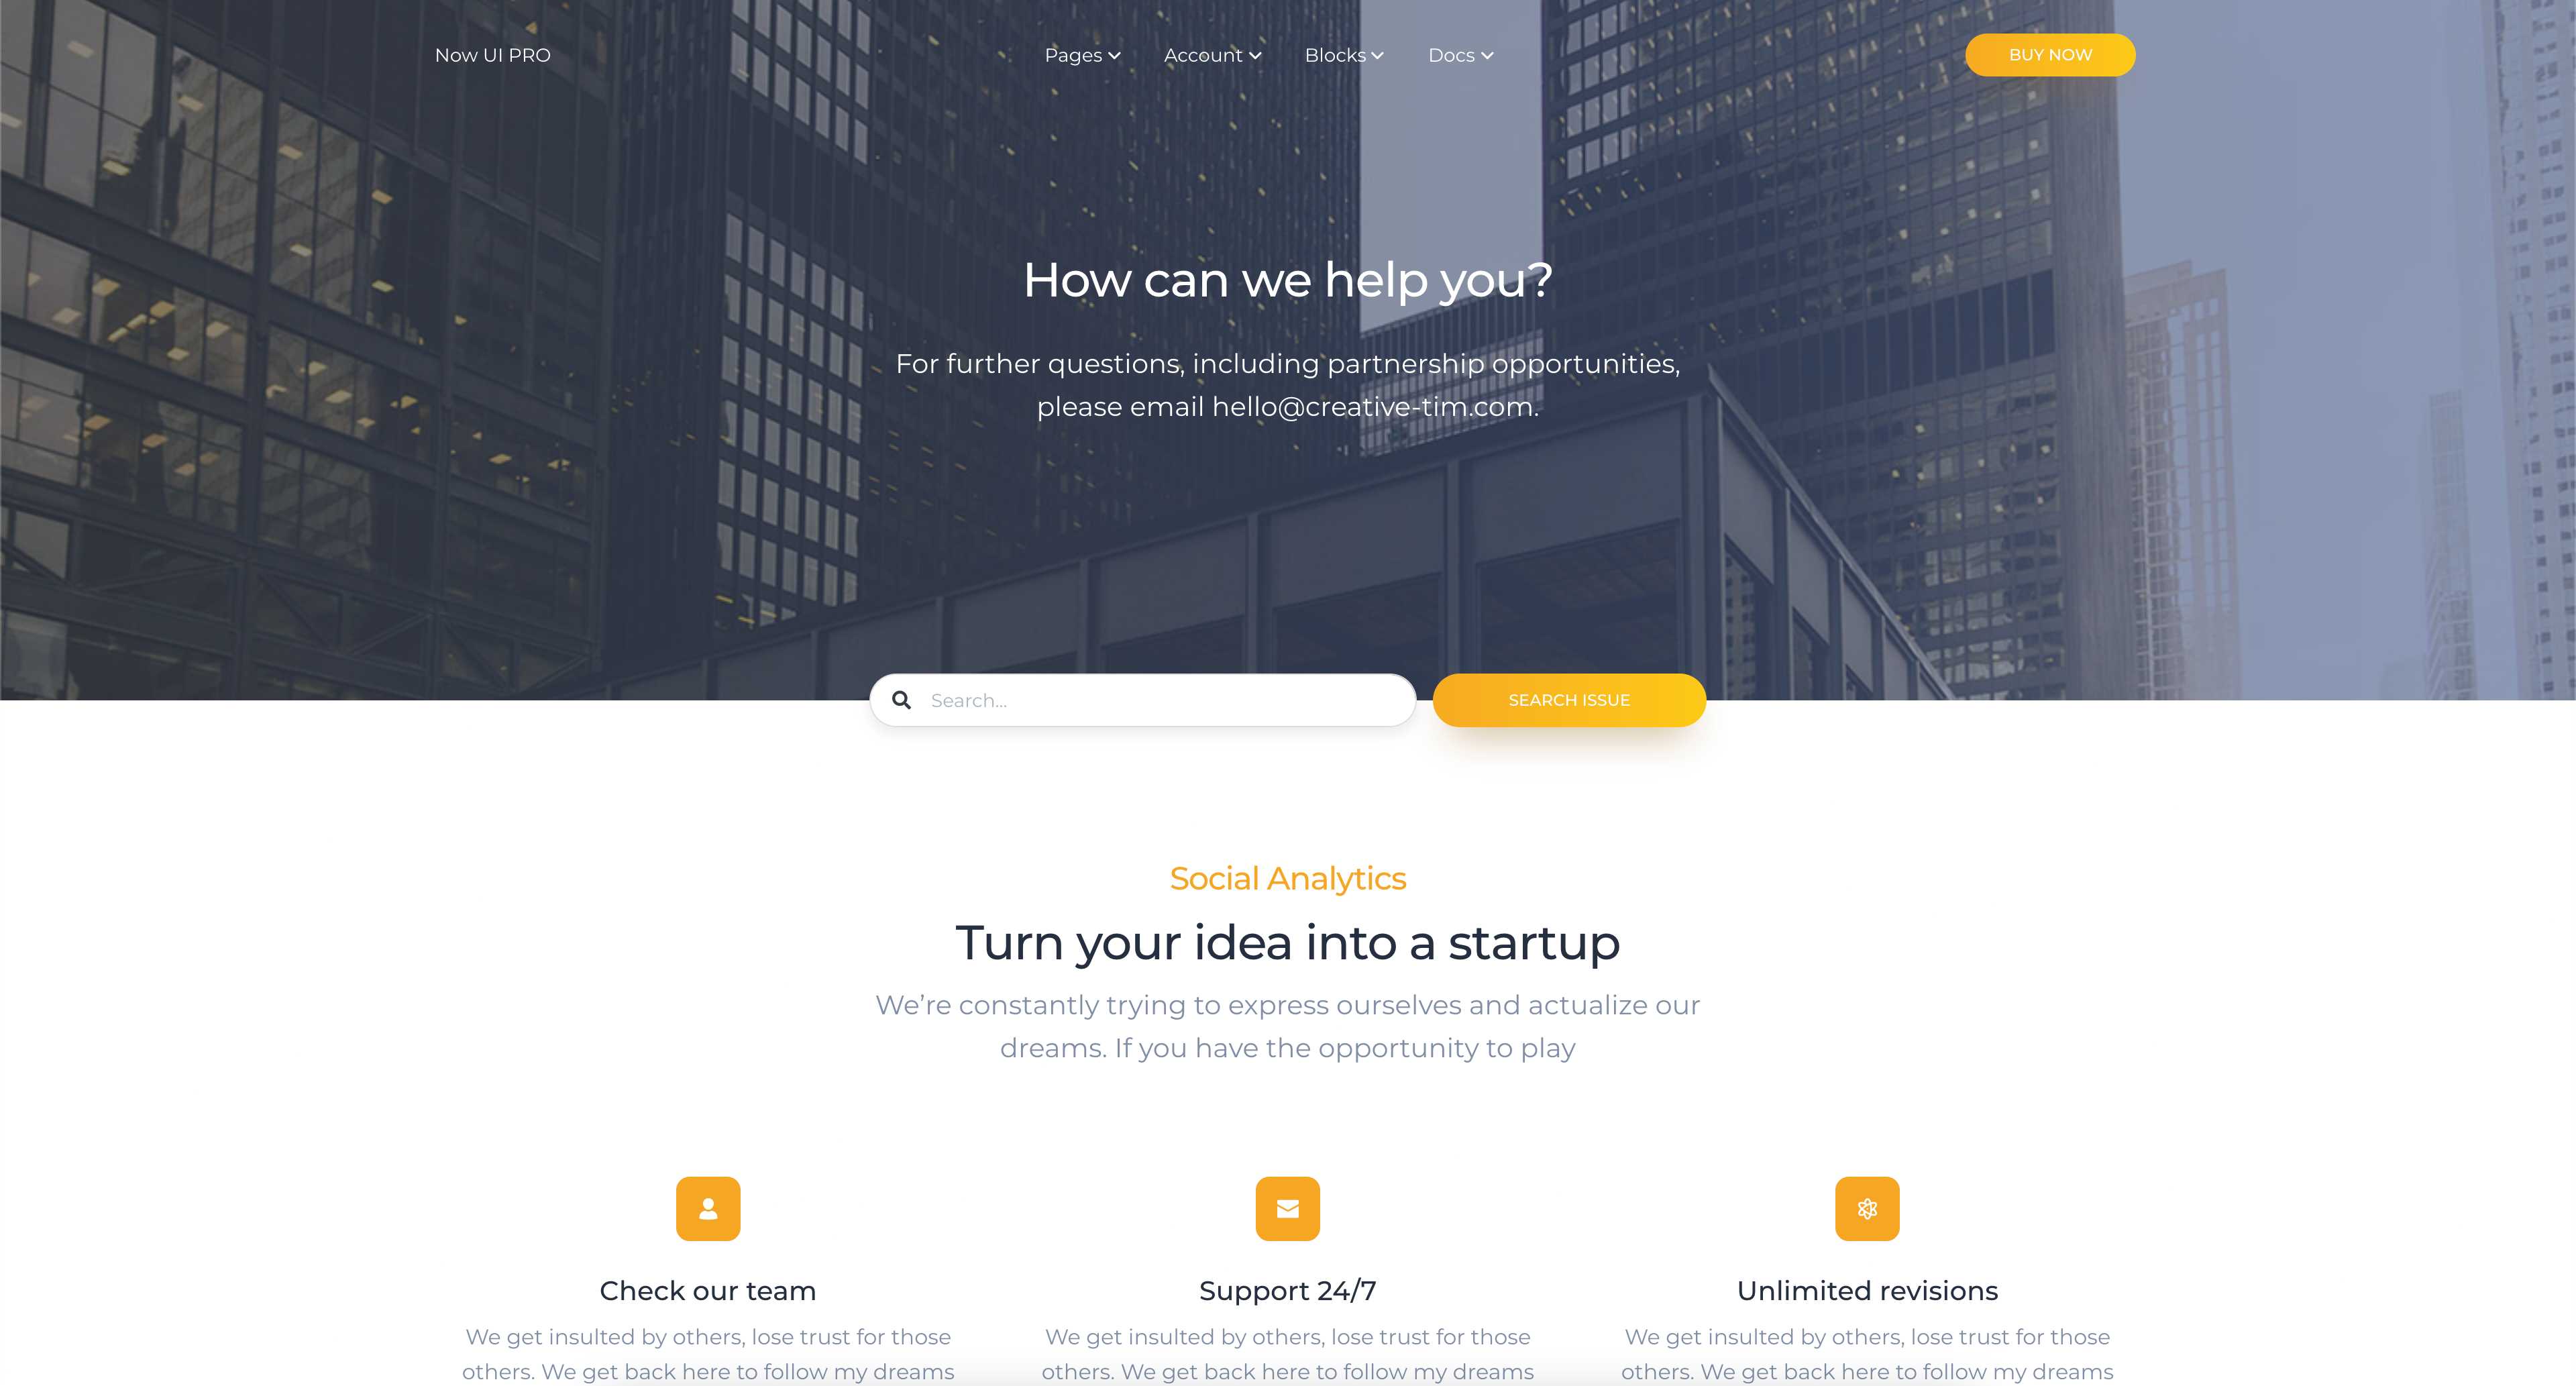 Now UI PRO
Pages
Account
Blocks
Docs
BUY NOW
How can we help you?
For further questions, including partnership opportunities,
please email hello@creative-tim.com.
Search...
SEARCH ISSUE
Social Analytics
Turn your idea into a startup
We’re constantly trying to express ourselves and actualize our
dreams. If you have the opportunity to play
Check our team
We get insulted by others, lose trust for those
others. We get back here to follow my dreams
Support 24/7
We get insulted by others, lose trust for those
others. We get back here to follow my dreams
Unlimited revisions
We get insulted by others, lose trust for those
others. We get back here to follow my dreams